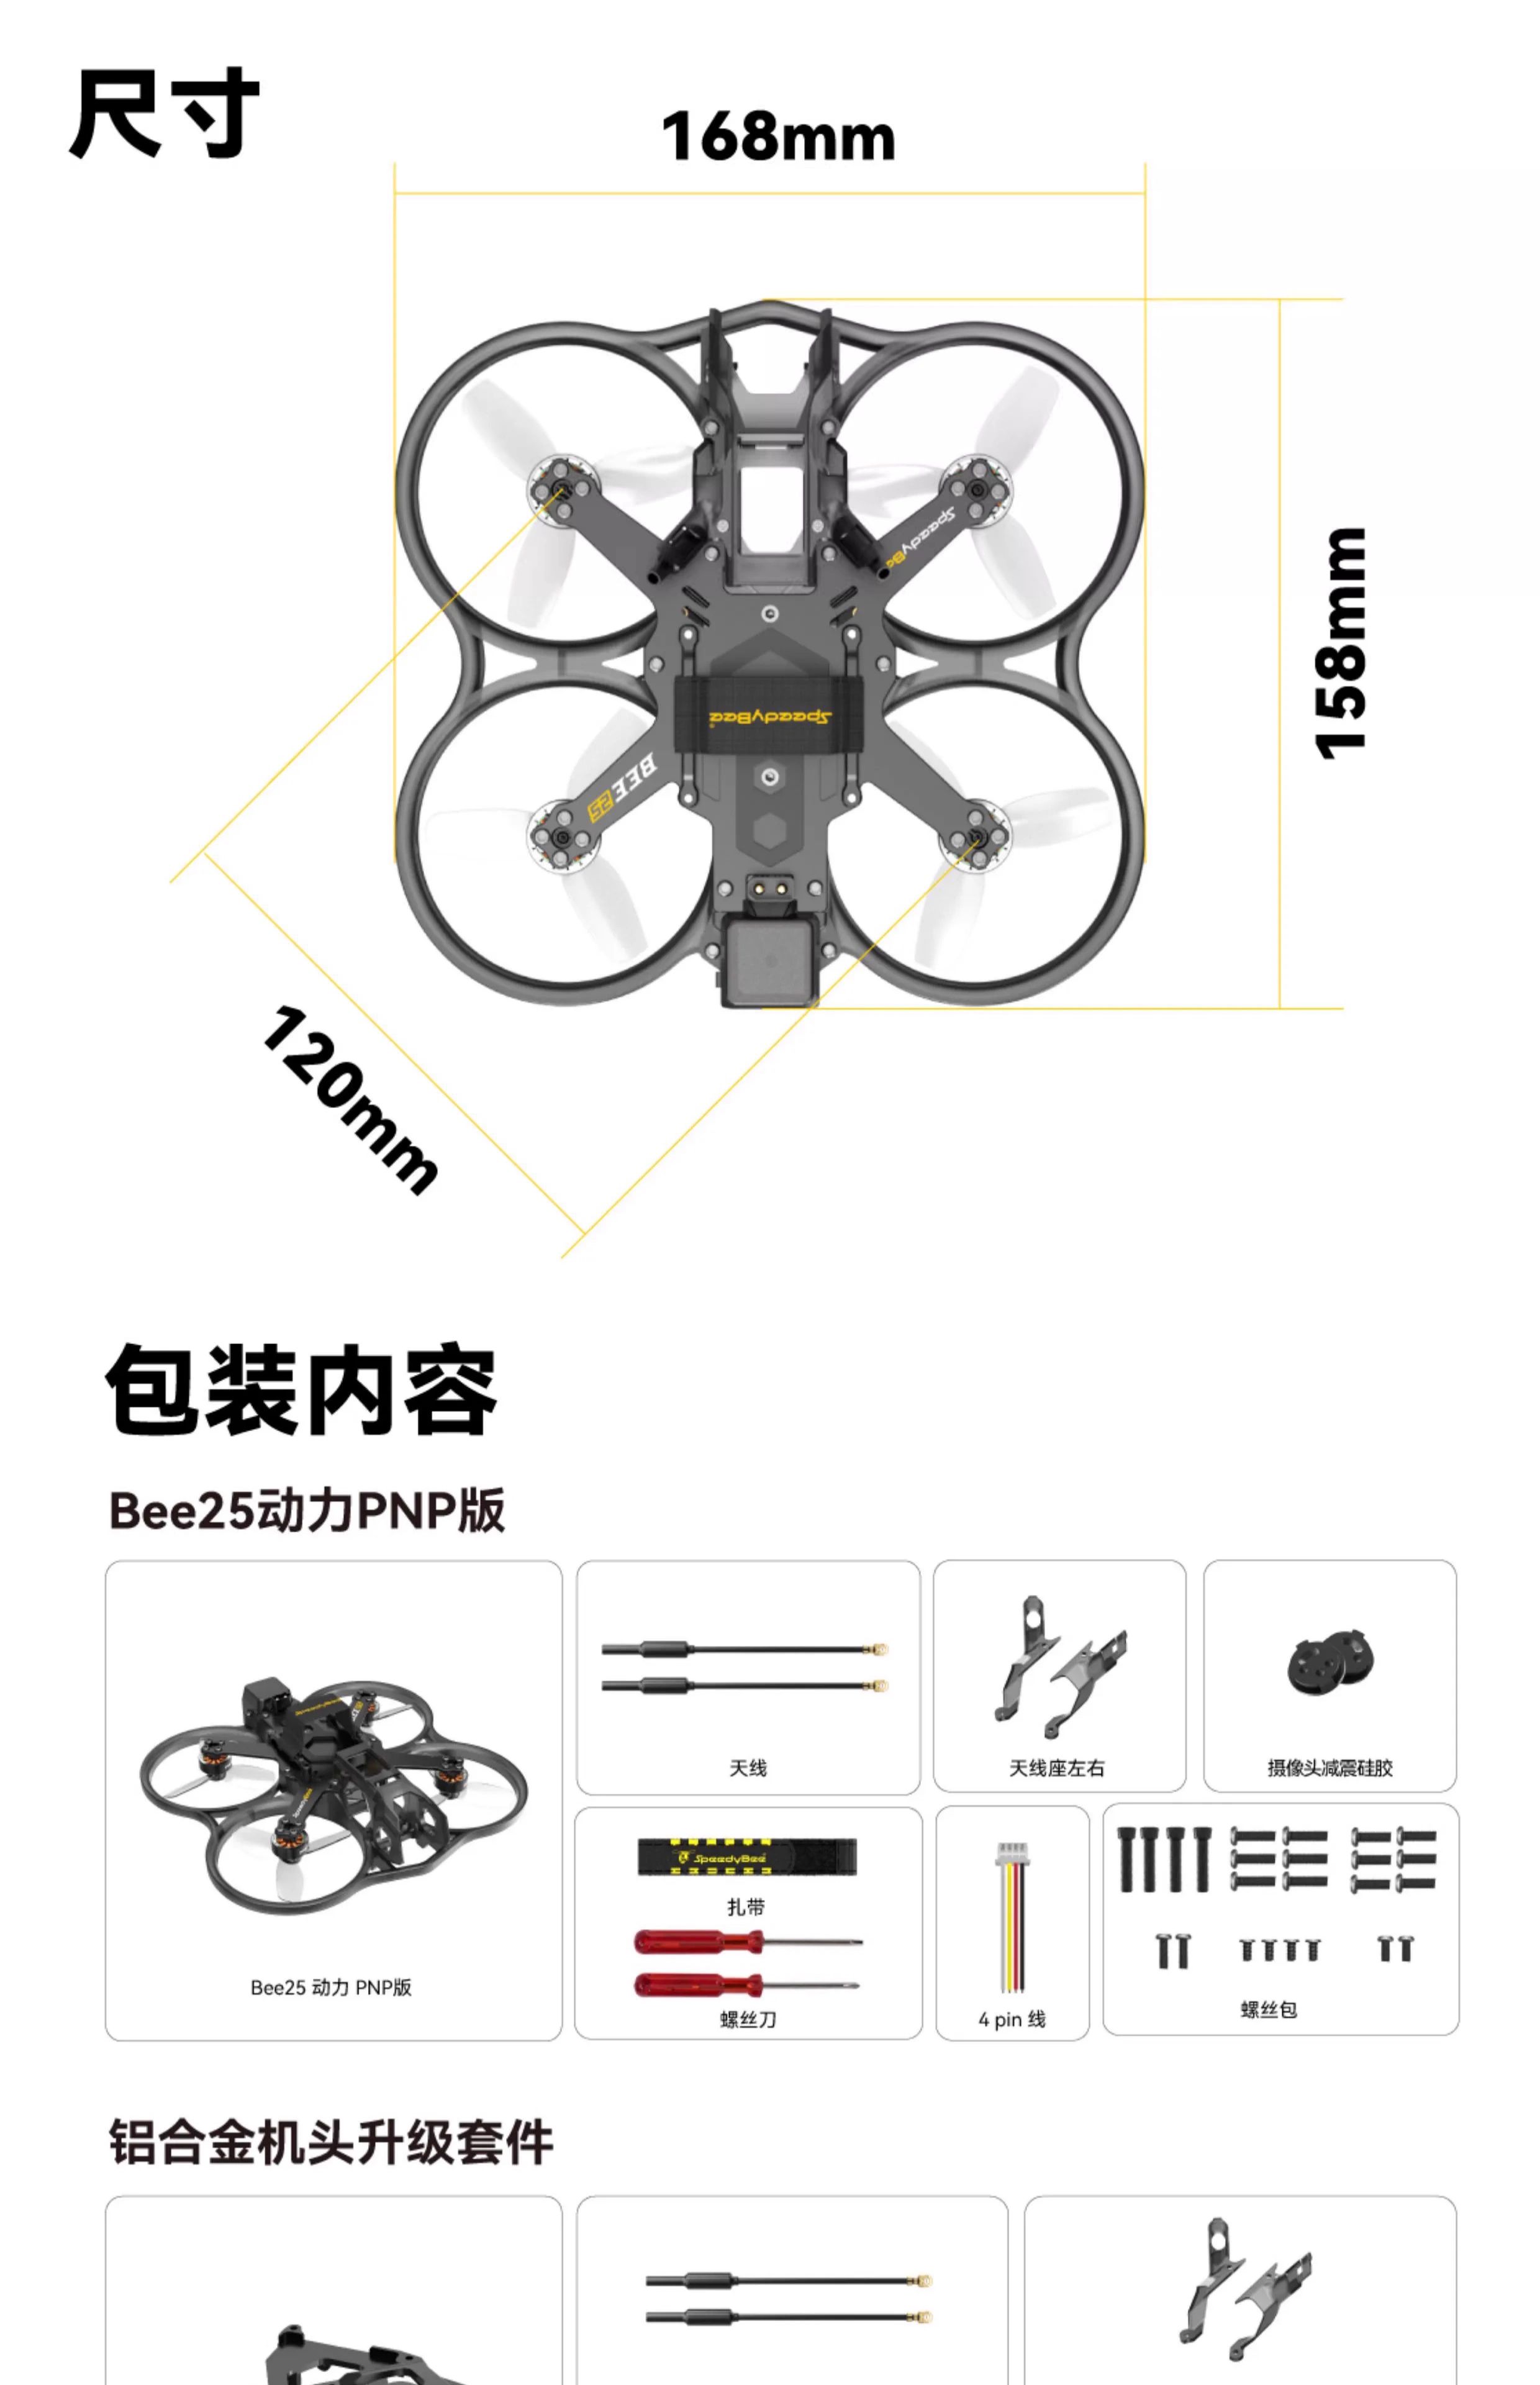 尺寸
168mm
158mm
SpeedyBee
SpeedyBee
BEE25
120mm
包装内容
Bee25动力PNP版
天线
天线座左右
摄像头减震硅胶
SpeedyBee
扎带
Bee25 动力 PNP版
螺丝刀
4 pin 线
螺丝包
铝合金机头升级套件